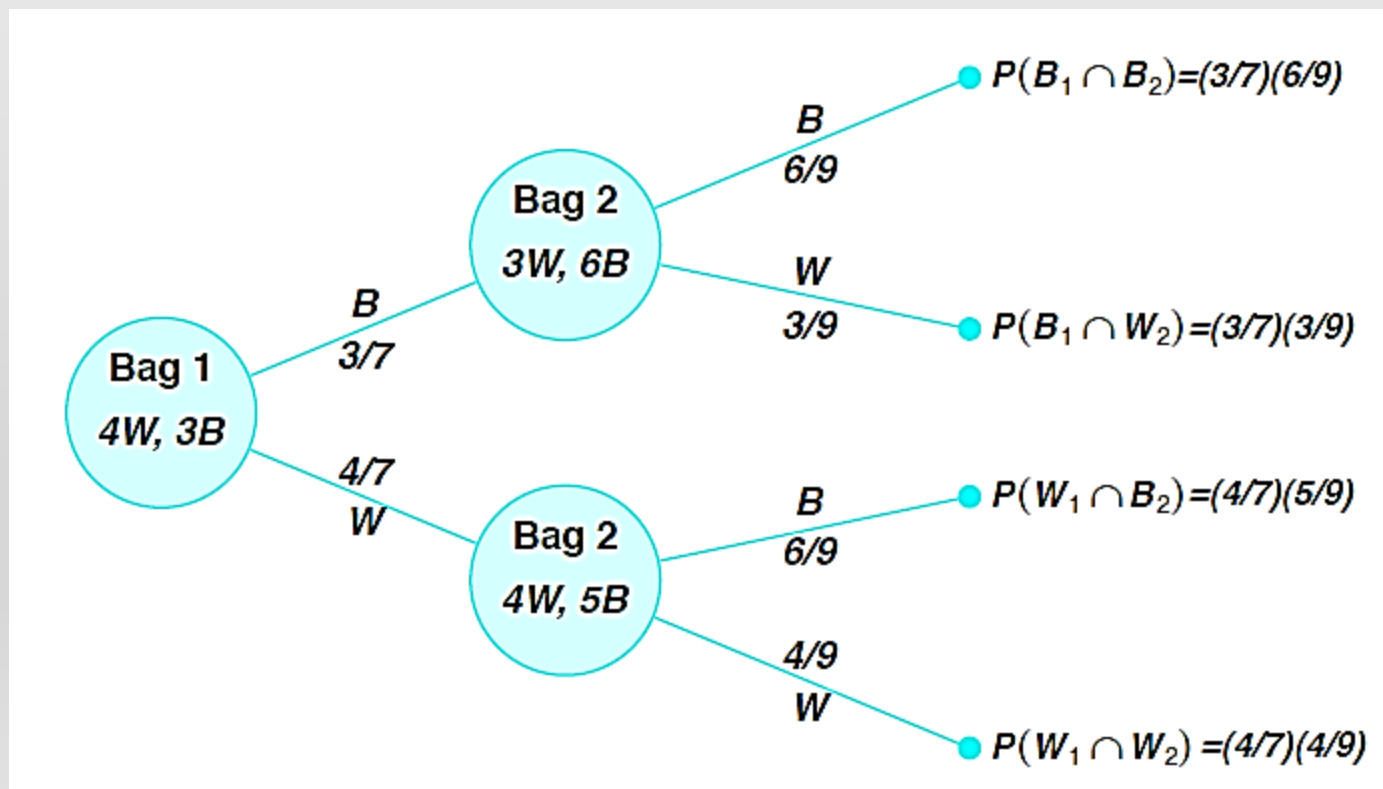 P(B₁ ∩ B₂)=(3/7)(6/9)
B
6/9
Bag 2
3W, 6B
W
3/9
P(B₁ ∩ W₂)=(3/7)(3/9)
B
3/7
Bag 1
4W, 3B
4/7
W
Bag 2
4W, 5B
B
6/9
P(W₁ ∩ B₂)=(4/7)(5/9)
4/9
W
P(W₁ ∩ W₂) =(4/7)(4/9)